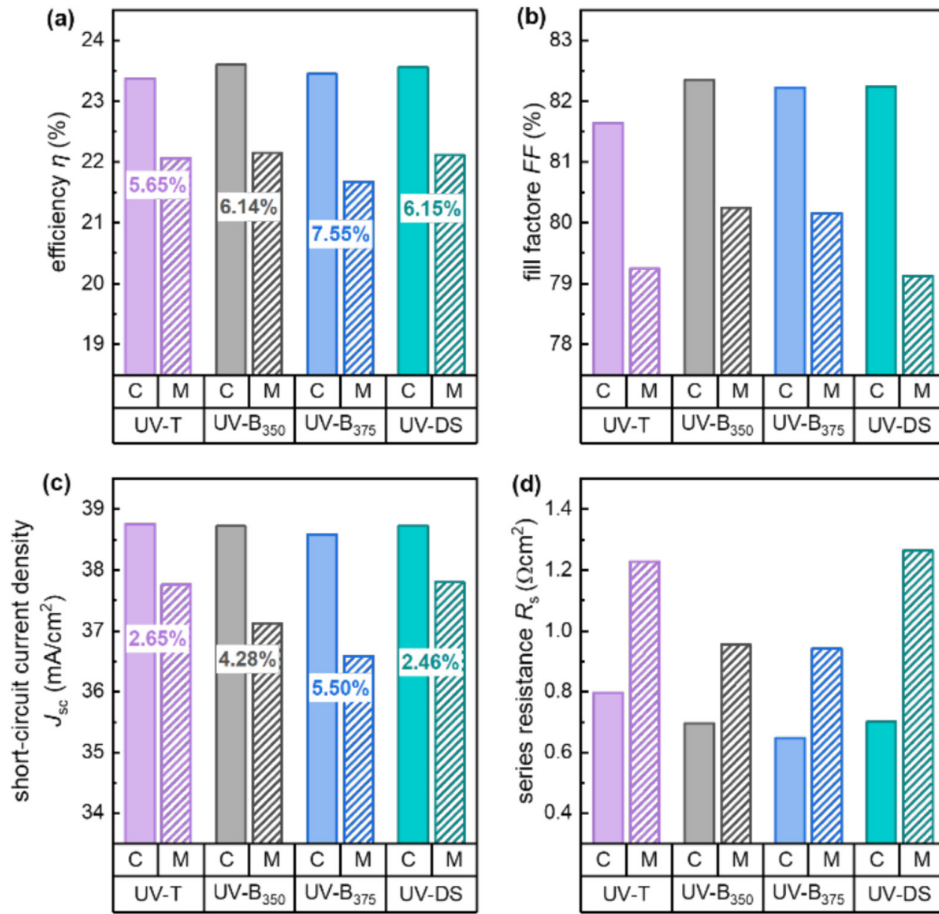 (a)
efficiency η (%)
24
23
22
21
20
19
5.65%
6.14%
7.55%
6.15%
C M C M C M C M
UV-T UV-B₃₅₀ UV-B₃₇₅ UV-DS
(b)
fill factore FF (%)
83
82
81
80
79
78
C M C M C M C M
UV-T UV-B₃₅₀ UV-B₃₇₅ UV-DS
(c)
short-circuit current density
Jsc (mA/cm²)
39
38
37
36
35
34
2.65%
4.28%
5.50%
2.46%
C M C M C M C M
UV-T UV-B₃₅₀ UV-B₃₇₅ UV-DS
(d)
series resistance Rs (Ωcm²)
1.4
1.2
1.0
0.8
0.6
0.4
C M C M C M C M
UV-T UV-B₃₅₀ UV-B₃₇₅ UV-DS